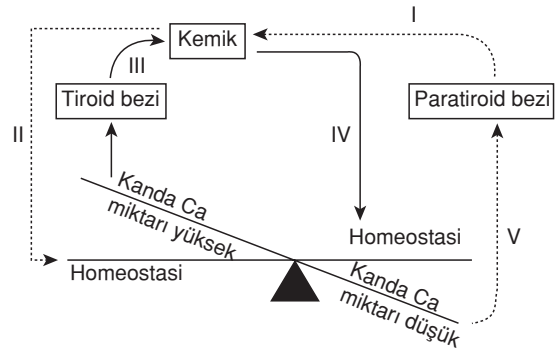 I
Kemik
III
Tiroid bezi
Paratiroid bezi
II
IV
Kanda Ca
miktarı yüksek
Homeostasi
V
Homeostasi
Kanda Ca
miktarı düşük